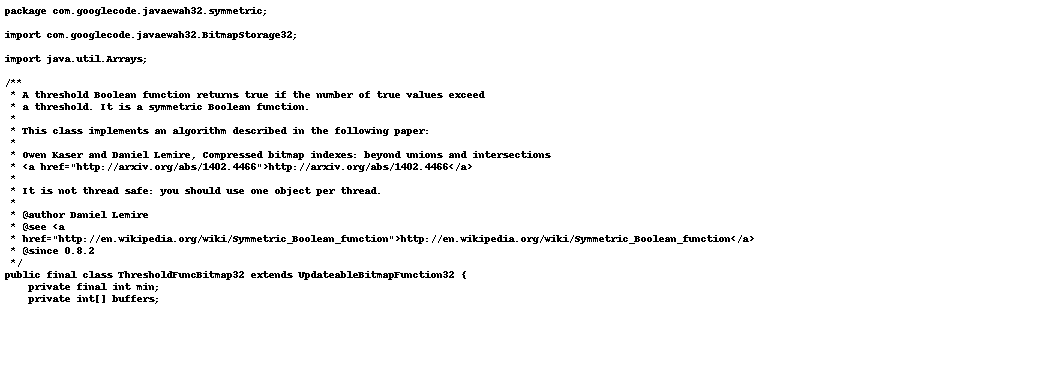 package com.googlecode.javaewah32.symmetric;

import com.googlecode.javaewah32.BitmapStorage32;

import java.util.Arrays;

/**
 * A threshold Boolean function returns true if the number of true values exceed
 * a threshold. It is a symmetric Boolean function.
 *
 * This class implements an algorithm described in the following paper:
 *
 * Owen Kaser and Daniel Lemire, Compressed bitmap indexes: beyond unions and intersections
 * <a href="http://arxiv.org/abs/1402.4466">http://arxiv.org/abs/1402.4466</a>
 *
 * It is not thread safe: you should use one object per thread.
 *
 * @author Daniel Lemire
 * @see <a
 * href="http://en.wikipedia.org/wiki/Symmetric_Boolean_function">http://en.wikipedia.org/wiki/Symmetric_Boolean_function</a>
 * @since 0.8.2
 */
public final class ThresholdFuncBitmap32 extends UpdateableBitmapFunction32 {
    private final int min;
    private int[] buffers;